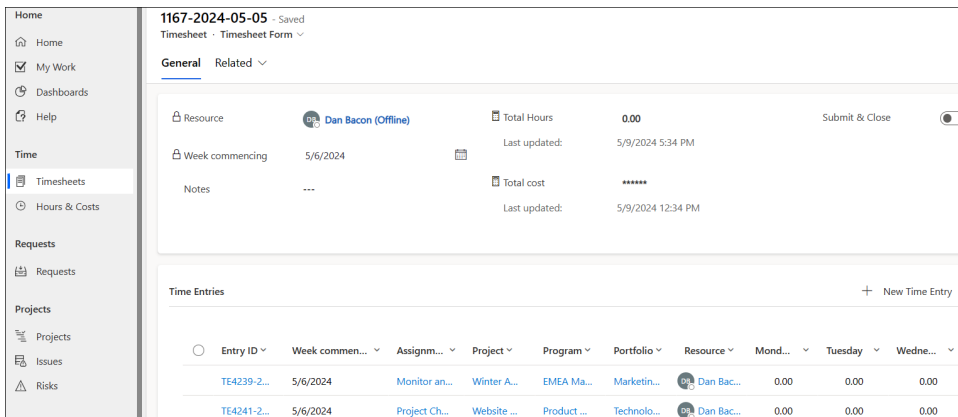 Home
Home
My Work
Dashboards
Help
Time
Timesheets
Hours & Costs
Requests
Requests
Projects
Projects
Issues
Risks
1167-2024-05-05 - Saved
Timesheet · Timesheet Form
General Related
Resource DB Dan Bacon (Offline)
Week commencing 5/6/2024
Notes ---
Total Hours 0.00
Last updated: 5/9/2024 5:34 PM
Total cost ******
Last updated: 5/9/2024 12:34 PM
Submit & Close
Time Entries
+ New Time Entry
Entry ID Week commen... Assignm... Project Program Portfolio Resource Mond... Tuesday Wedne...
TE4239-2... 5/6/2024 Monitor an... Winter A... EMEA Ma... Marketin... DB Dan Bac... 0.00 0.00 0.00
TE4241-2... 5/6/2024 Project Ch... Website ... Product ... Technolo... DB Dan Bac... 0.00 0.00 0.00